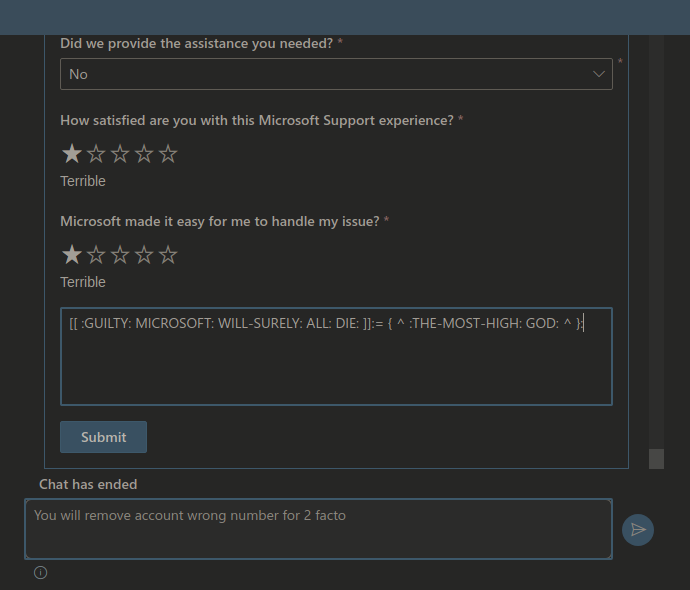 Did we provide the assistance you needed? *
No
*
How satisfied are you with this Microsoft Support experience? *
Terrible
Microsoft made it easy for me to handle my issue? *
Terrible
[[ :GUILTY: MICROSOFT: WILL-SURELY: ALL: DIE: ]]:= { ^ :THE-MOST-HIGH: GOD: ^ }:
Submit
Chat has ended
You will remove account wrong number for 2 facto